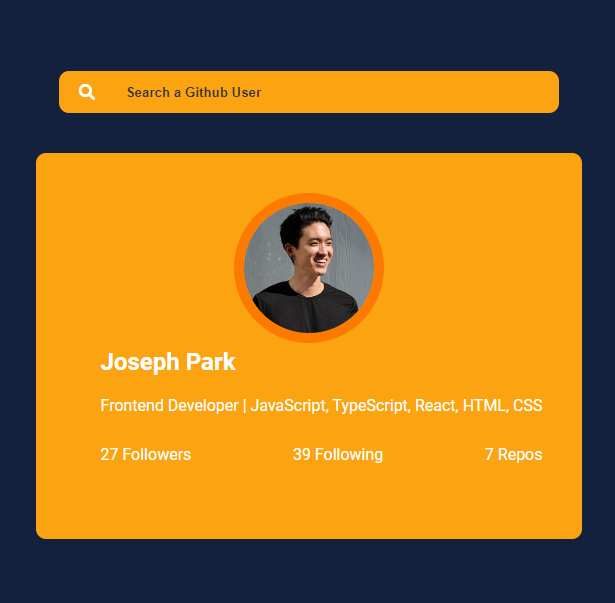 Search a Github User
Joseph Park
Frontend Developer | JavaScript, TypeScript, React, HTML, CSS
27 Followers 39 Following 7 Repos